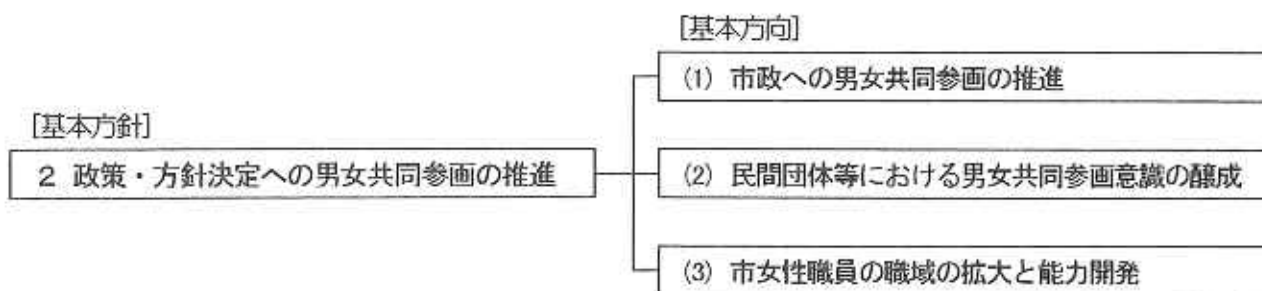 [基本方針]
2 政策・方針決定への男女共同参画の推進
[基本方向]
(1) 市政への男女共同参画の推進
(2) 民間団体等における男女共同参画意識の醸成
(3) 市女性職員の職域の拡大と能力開発